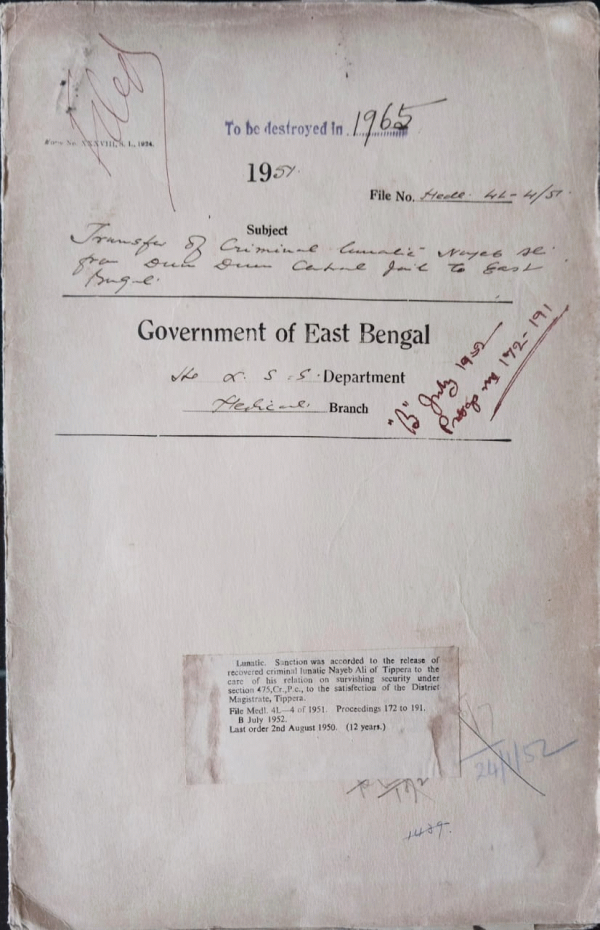 Filed
Form No. XXXVIII, S. I., 1924.
To be destroyed in 1965
1951.
File No. Medl. 4L-4/51.
Subject
Transfer of Criminal lunatic Nayeb Ali
from Dum Dum Central Jail to East
Bengal.
Government of East Bengal
H. & L. S. G. Department
Medical Branch
"B" July 1952
Progs no 172-191
Lunatic. Sanction was accorded to the release of
recovered criminal lunatic Nayeb Ali of Tippera to the
care of his relation on survishing security under
section 475,Cr.,P.c., to the satisfaction of the District
Magistrate, Tippera.
File Medl. 4L—4 of 1951. Proceedings 172 to 191.
B July 1952.
Last order 2nd August 1950. (12 years.)
24/1/52